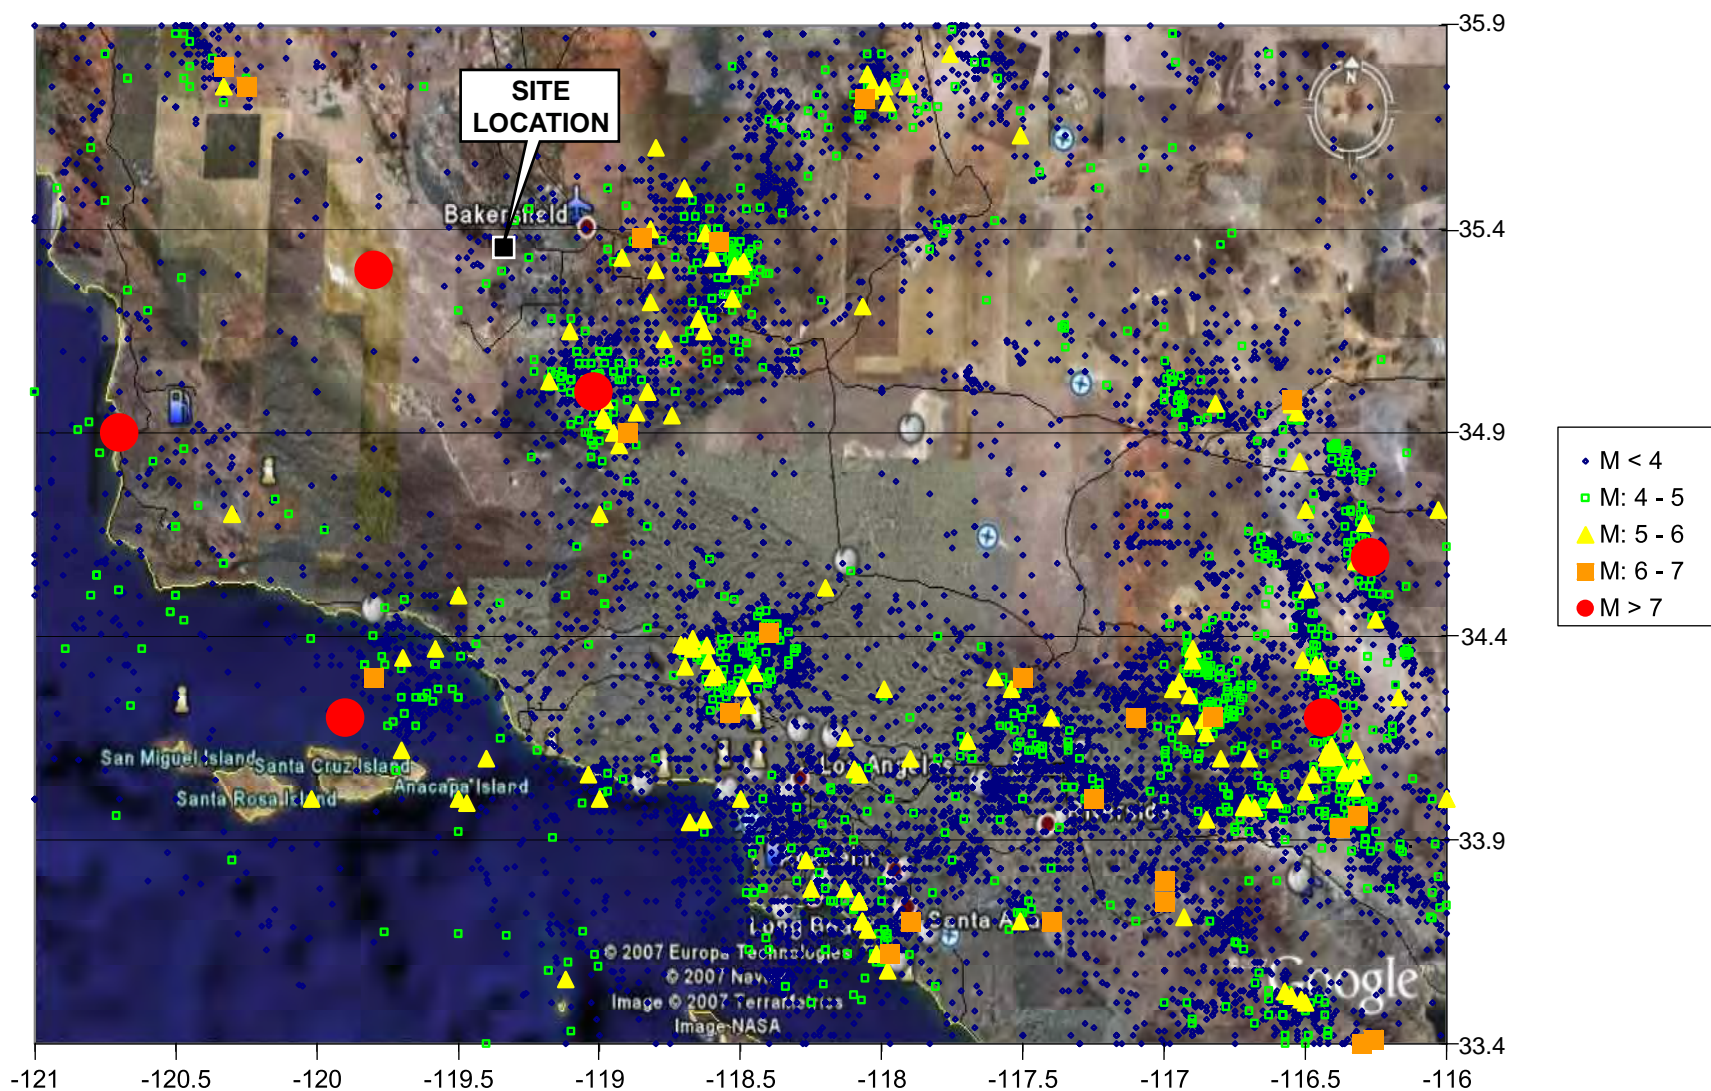 35.9
SITE
LOCATION
N
Bakersfield
35.4
34.9
M < 4
M: 4 - 5
M: 5 - 6
M: 6 - 7
M > 7
34.4
San Miguel Island
Santa Cruz Island
Los Angeles
Anacapa Island
Santa Rosa Island
33.9
Santa Ana
Long Beach
© 2007 Europa Technologies
© 2007 Nav
Image © 2007 TerraMetrics
Image NASA
Google
33.4
-121
-120.5
-120
-119.5
-119
-118.5
-118
-117.5
-117
-116.5
-116